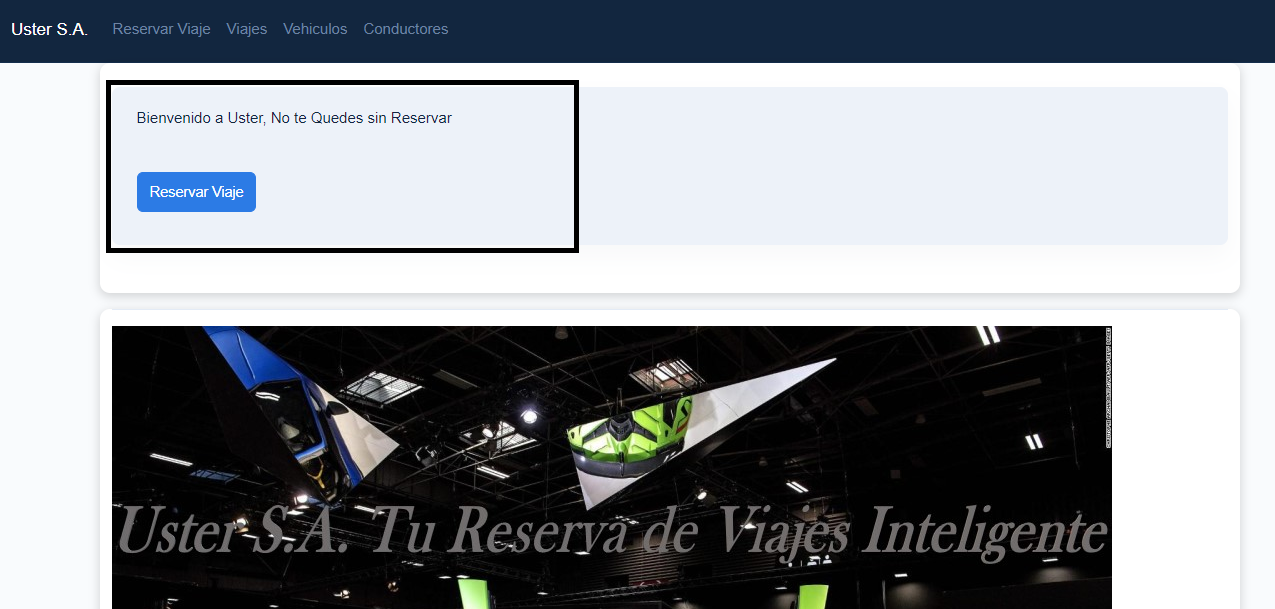 Uster S.A. Reservar Viaje Viajes Vehiculos Conductores
Bienvenido a Uster, No te Quedes sin Reservar
Reservar Viaje
Uster S.A. Tu Reserva de Viajes Inteligente